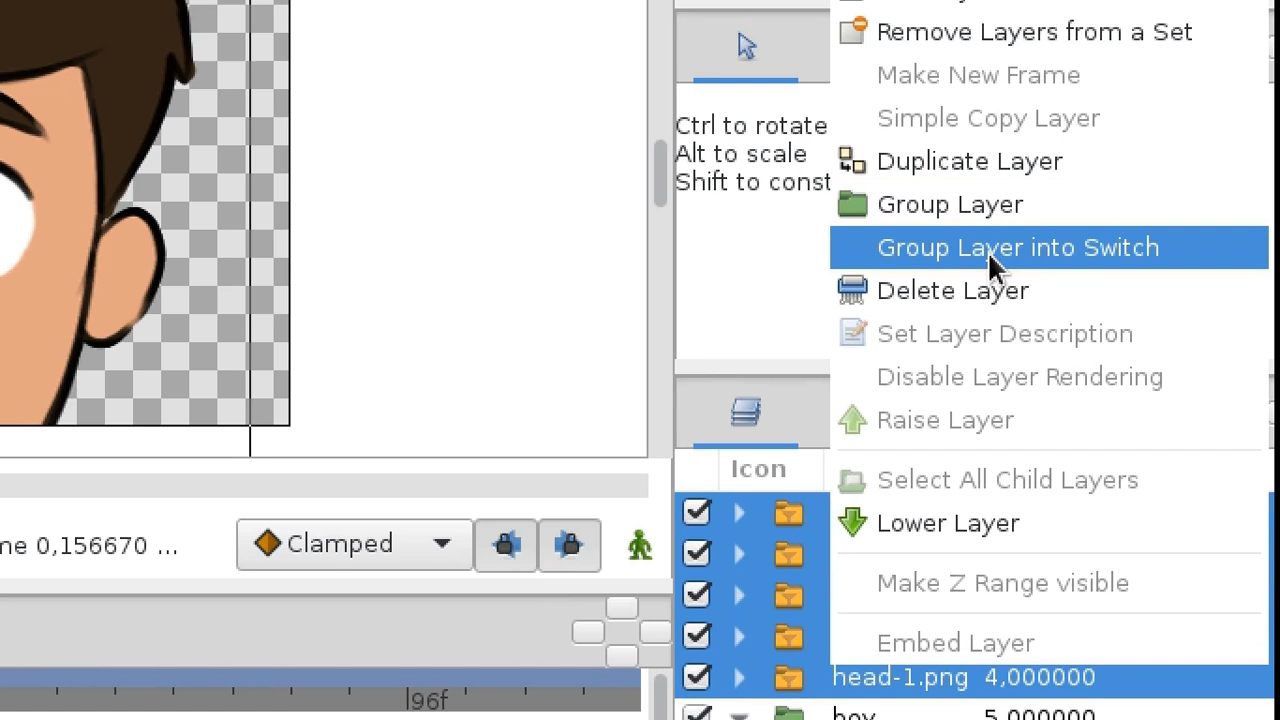 Remove Layers from a Set
Make New Frame
Simple Copy Layer
Duplicate Layer
Group Layer
Group Layer into Switch
Delete Layer
Set Layer Description
Disable Layer Rendering
Raise Layer
Select All Child Layers
Lower Layer
Make Z Range visible
Embed Layer
Ctrl to rotate
Alt to scale
Shift to const
Icon
head-1.png 4,000000
boy 5,000000
me 0,156670 ...
Clamped
96f